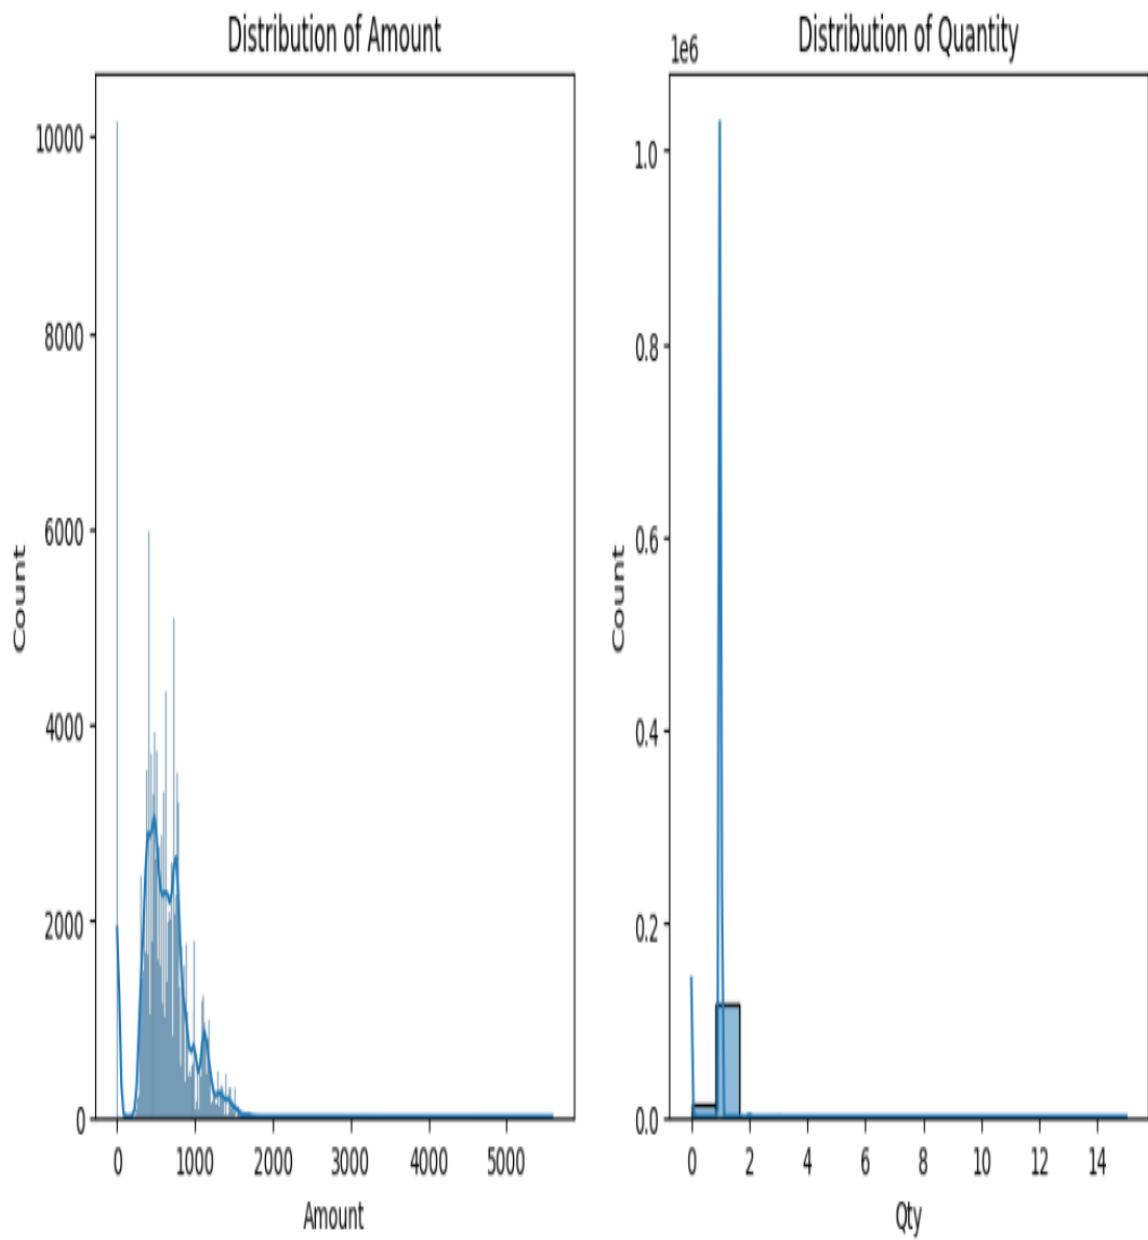 Distribution of Amount
10000
8000
6000
4000
2000
0
Count
0 1000 2000 3000 4000 5000
Amount
Distribution of Quantity
1e6
1.0
0.8
0.6
0.4
0.2
0.0
Count
0 2 4 6 8 10 12 14
Qty